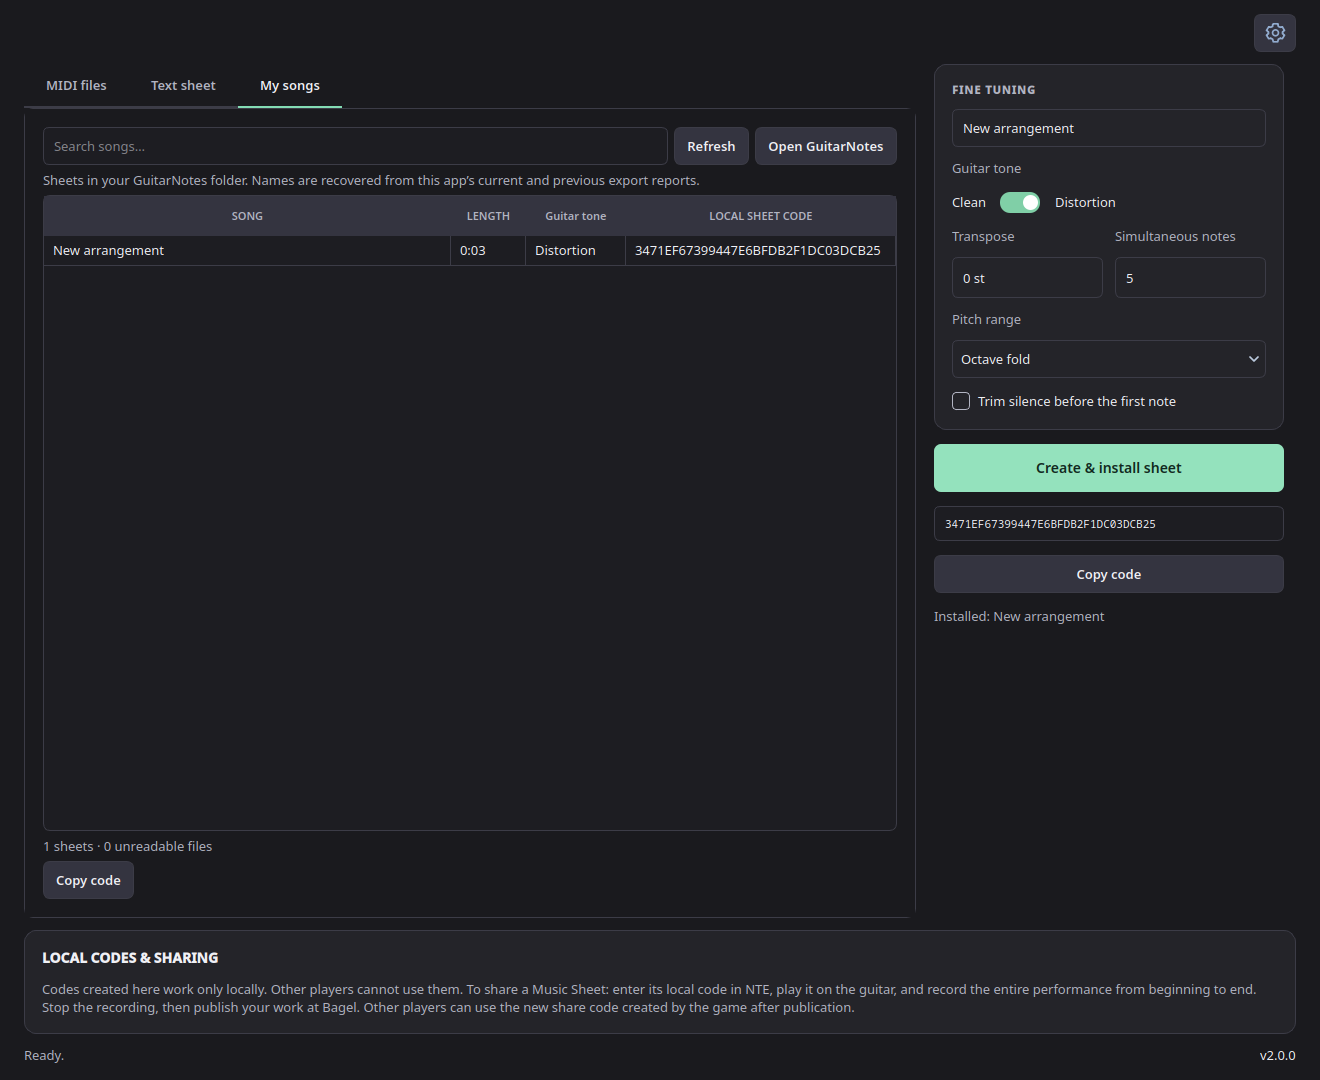 MIDI files
Text sheet
My songs
Search songs...
Refresh
Open GuitarNotes
Sheets in your GuitarNotes folder. Names are recovered from this app’s current and previous export reports.
SONG
LENGTH
Guitar tone
LOCAL SHEET CODE
New arrangement
0:03
Distortion
3471EF67399447E6BFDB2F1DC03DCB25
1 sheets · 0 unreadable files
Copy code
FINE TUNING
New arrangement
Guitar tone
Clean
Distortion
Transpose
Simultaneous notes
0 st
5
Pitch range
Octave fold
Trim silence before the first note
Create & install sheet
3471EF67399447E6BFDB2F1DC03DCB25
Copy code
Installed: New arrangement
LOCAL CODES & SHARING
Codes created here work only locally. Other players cannot use them. To share a Music Sheet: enter its local code in NTE, play it on the guitar, and record the entire performance from beginning to end.
Stop the recording, then publish your work at Bagel. Other players can use the new share code created by the game after publication.
Ready.
v2.0.0